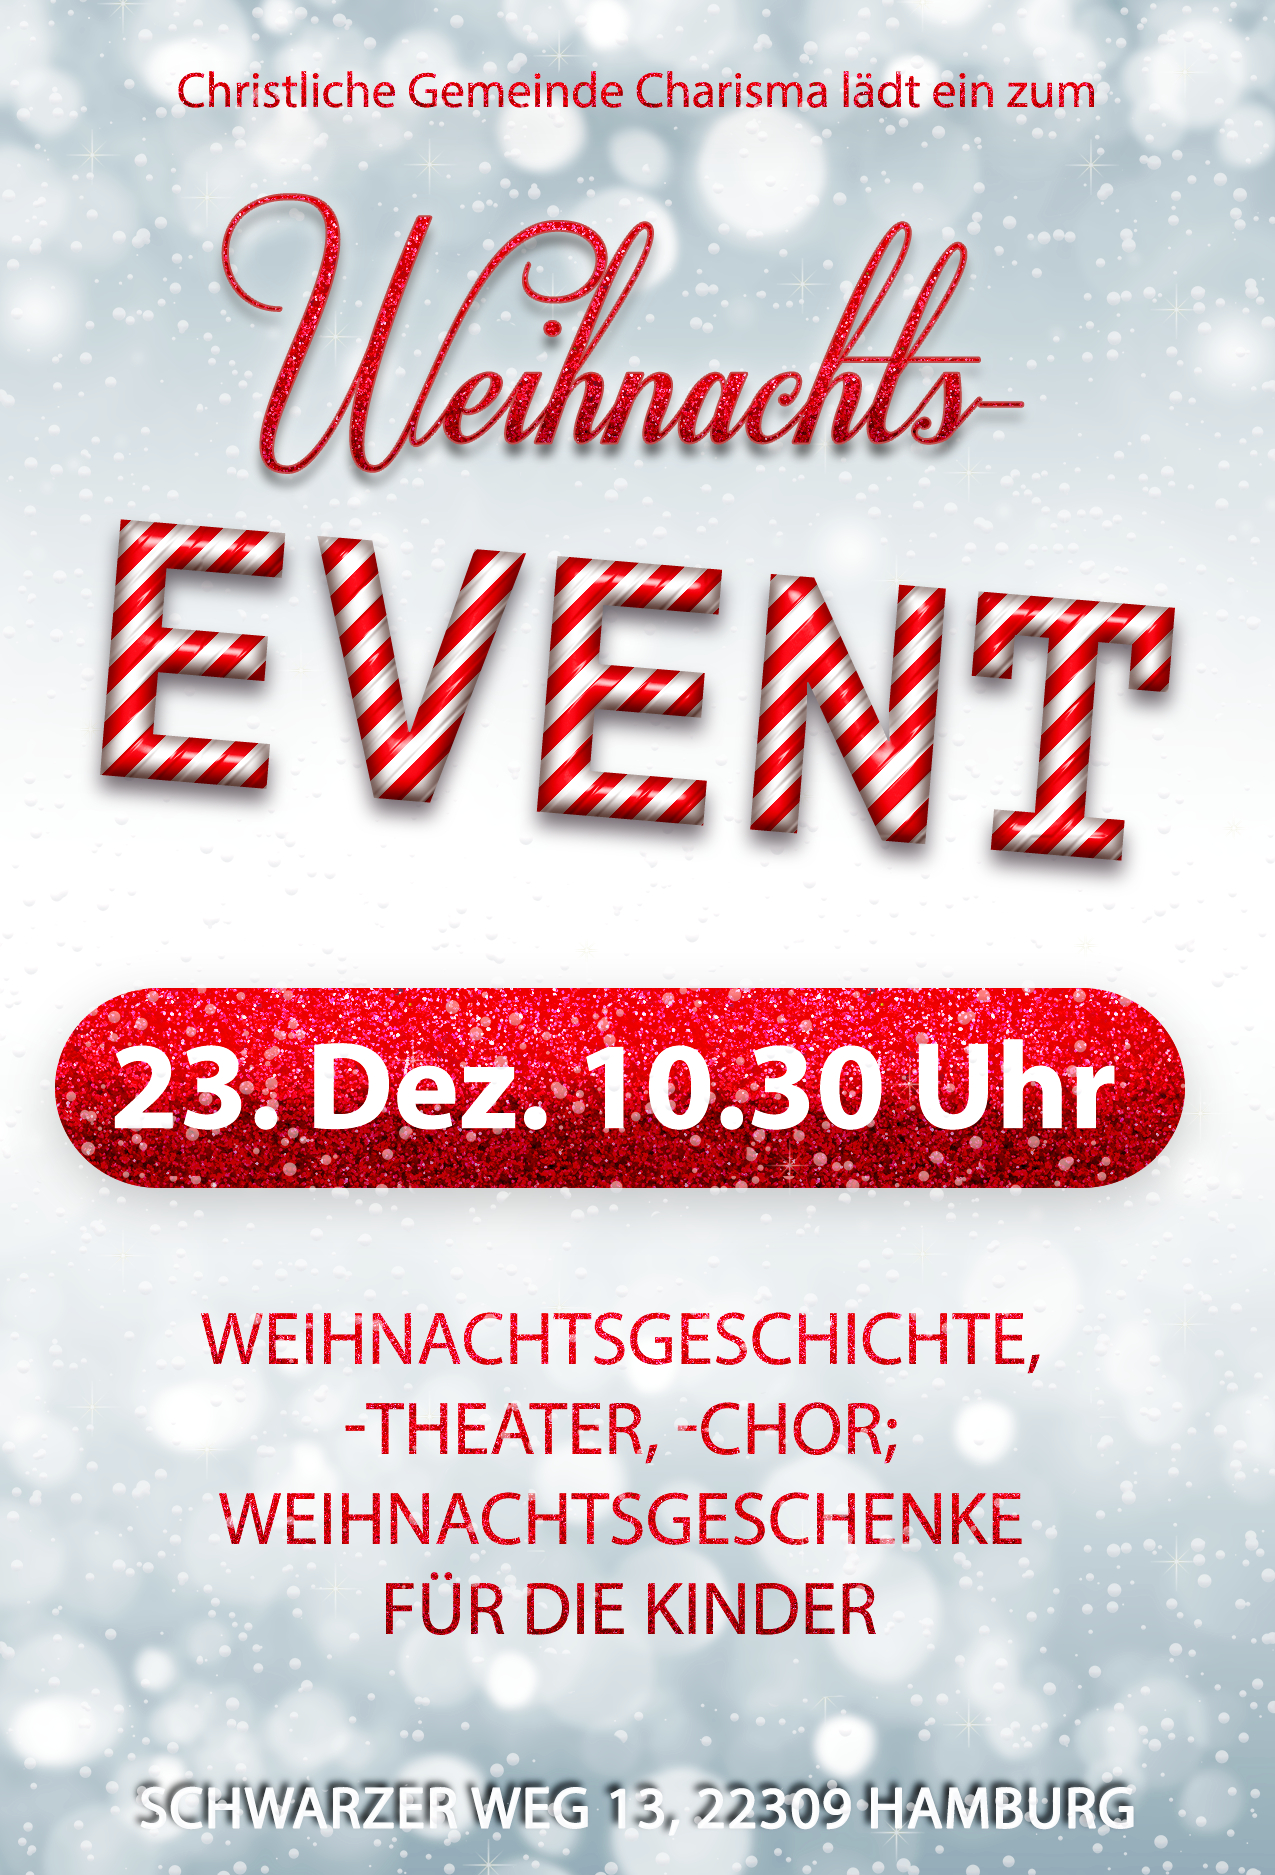 Christliche Gemeinde Charisma lädt ein zum
Weihnachts-
EVENT
23. Dez. 10.30 Uhr
WEIHNACHTSGESCHICHTE,
-THEATER, -CHOR;
WEIHNACHTSGESCHENKE
FÜR DIE KINDER
SCHWARZER WEG 13, 22309 HAMBURG